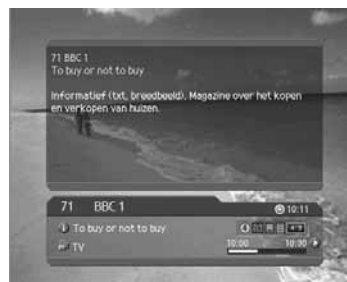 71 BBC 1
To buy or not to buy
Informatief (txt, breedbeeld). Magazine over het kopen
en verkopen van huizen.
71 BBC 1 10:11
To buy or not to buy
TV 10:00 10:30